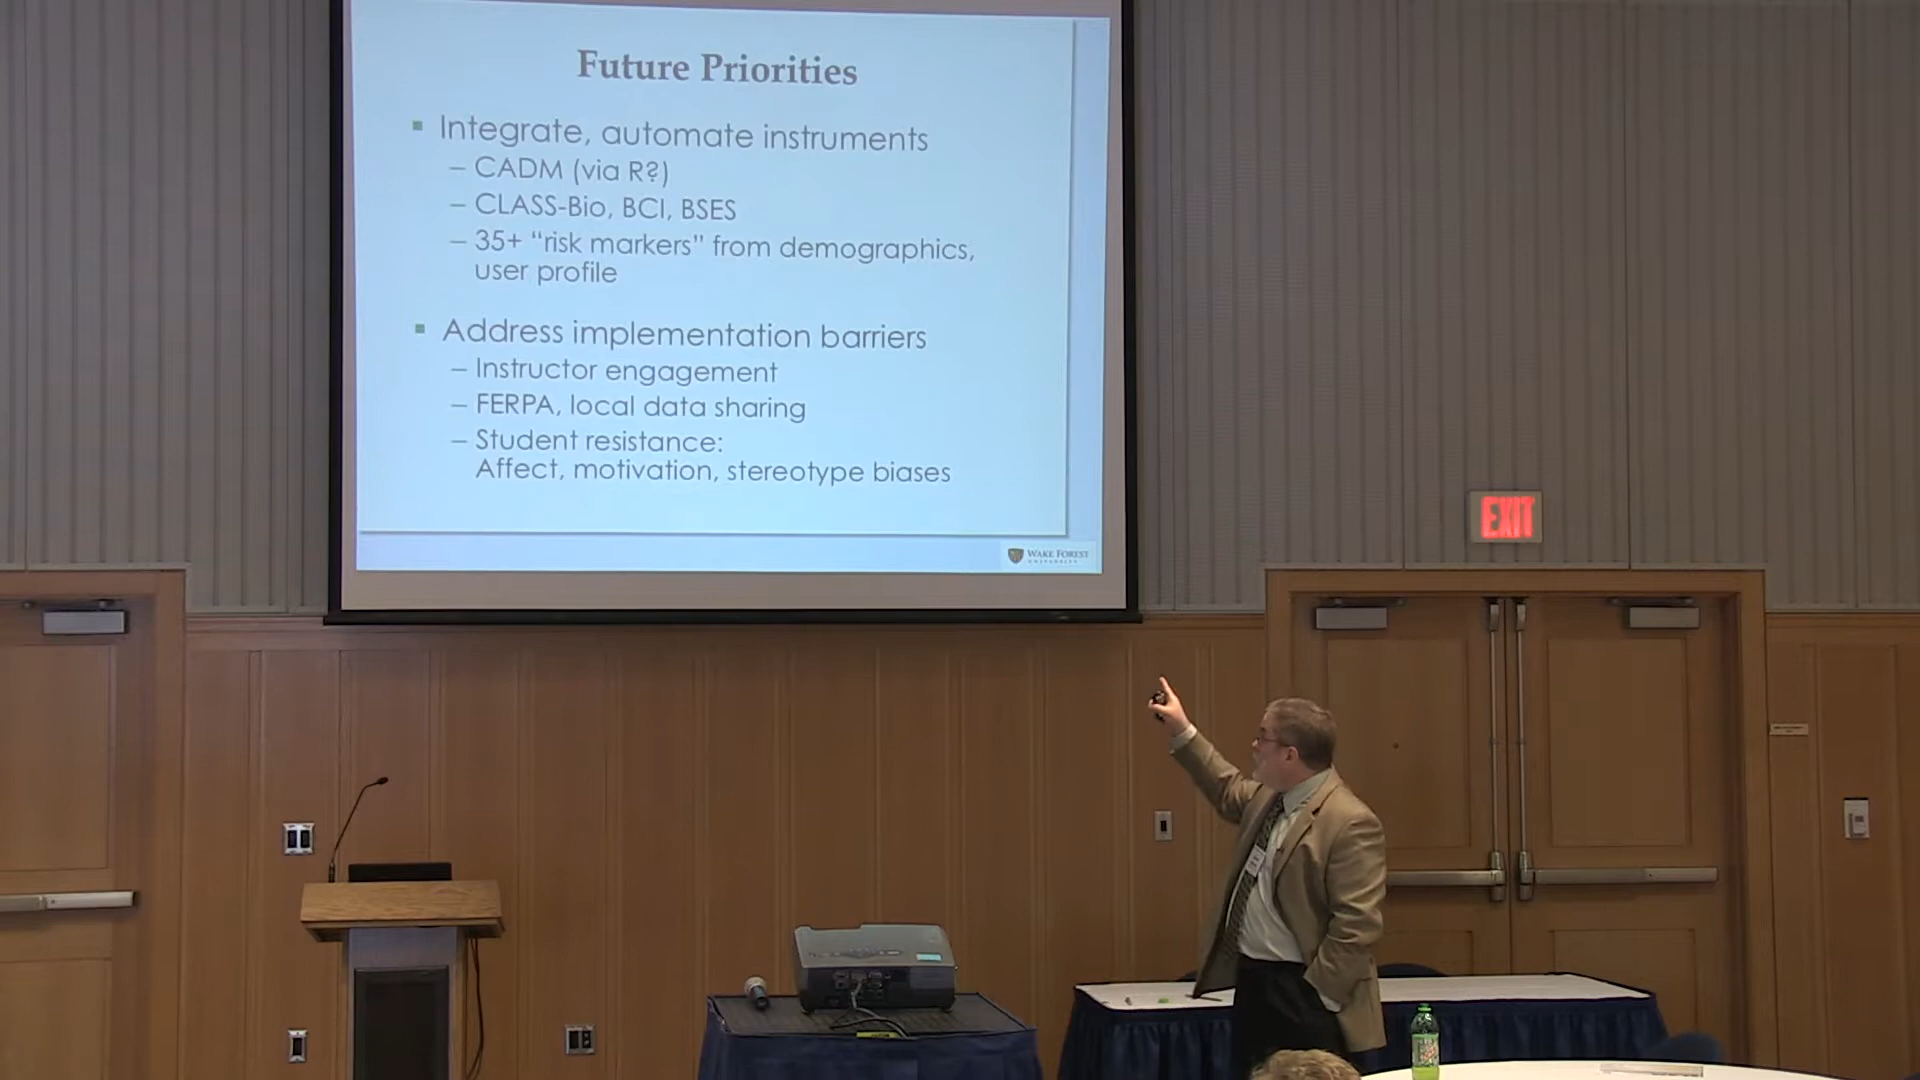 Future Priorities
▪ Integrate, automate instruments
– CADM (via R?)
– CLASS-Bio, BCI, BSES
– 35+ “risk markers” from demographics,
user profile
▪ Address implementation barriers
– Instructor engagement
– FERPA, local data sharing
– Student resistance:
Affect, motivation, stereotype biases
WAKE FOREST
UNIVERSITY
EXIT